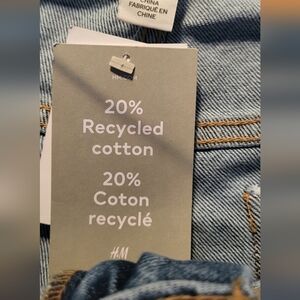 CHINA
FABRIQUÉ EN
CHINE
20%
Recycled
cotton
20%
Coton
recyclé
H&M